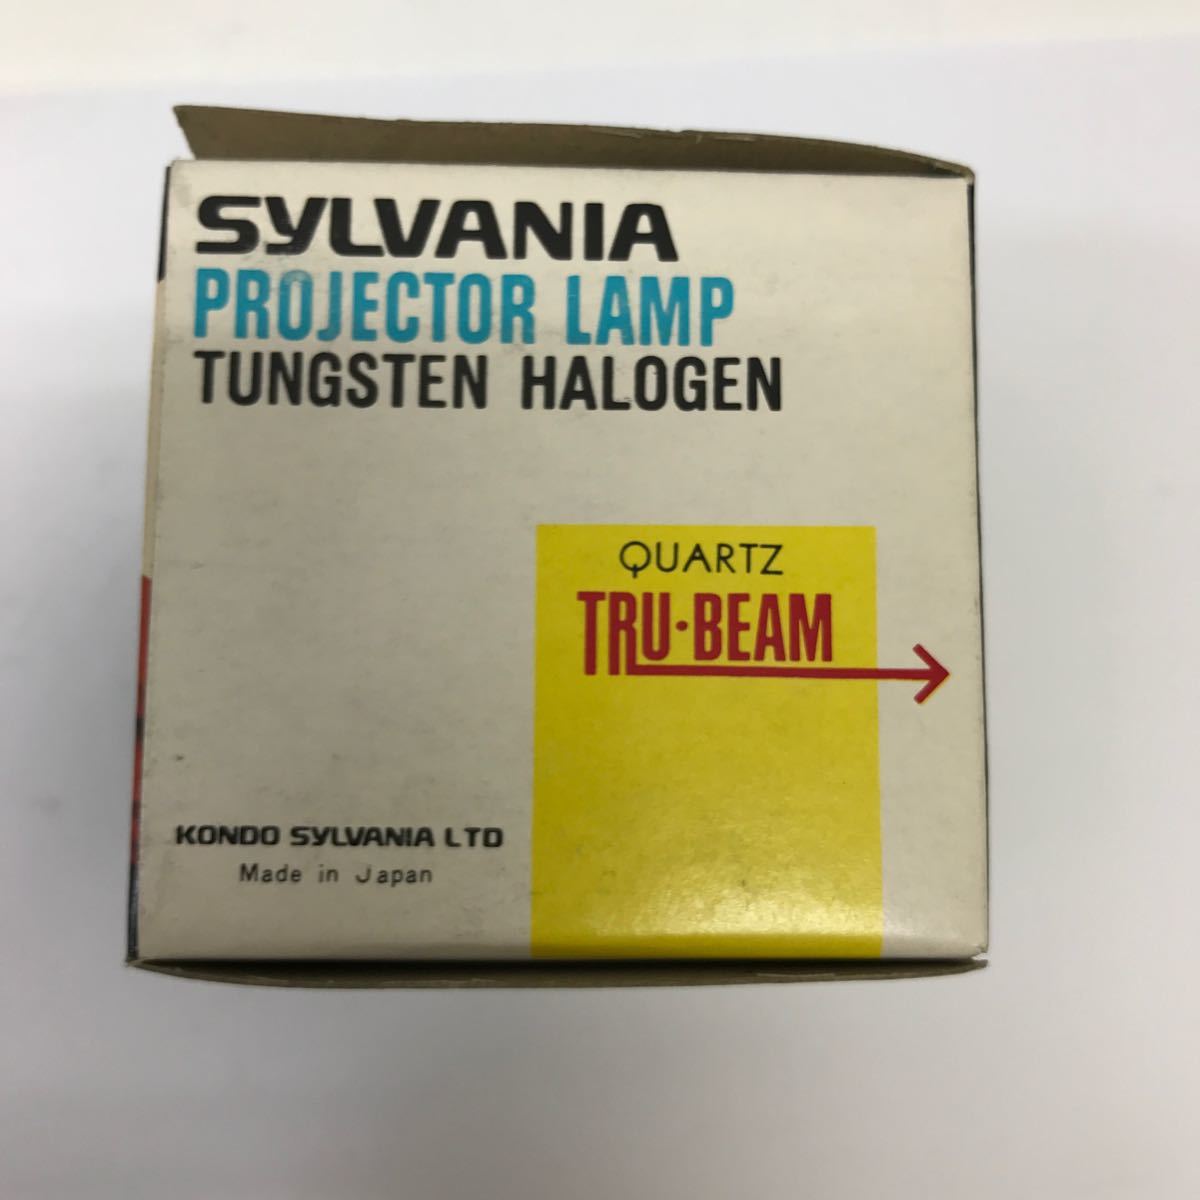 SYLVANIA
PROJECTOR LAMP
TUNGSTEN HALOGEN
QUARTZ
TRU·BEAM
KONDO SYLVANIA LTD
Made in Japan